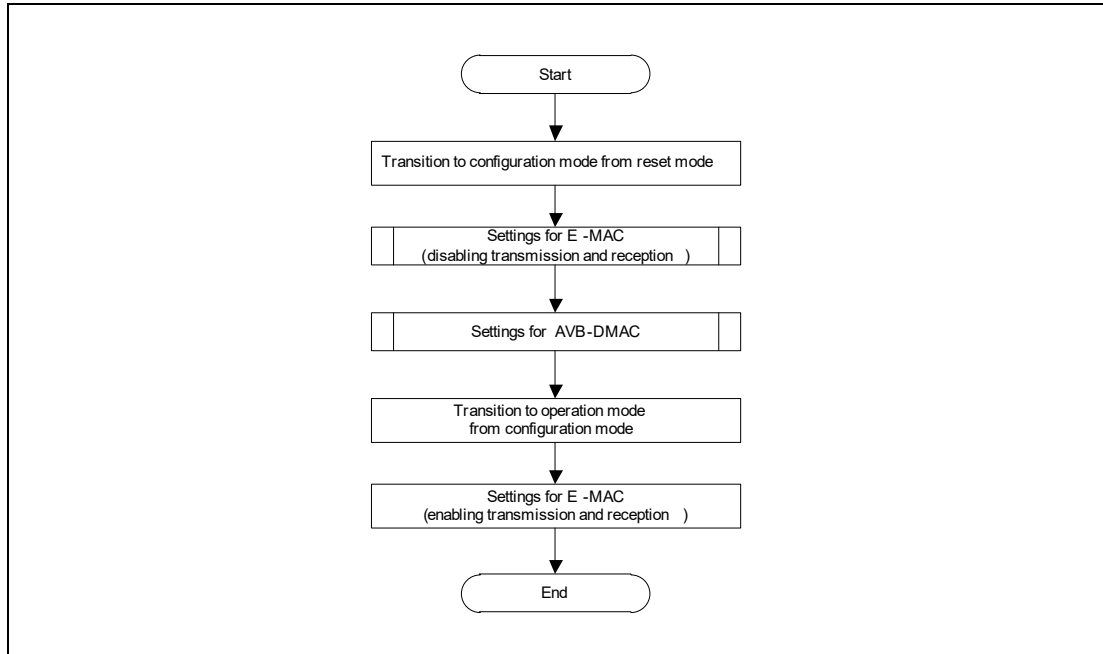 Start
Transition to configuration mode from reset mode
Settings for E -MAC
(disabling transmission and reception )
Settings for AVB-DMAC
Transition to operation mode
from configuration mode
Settings for E -MAC
(enabling transmission and reception )
End